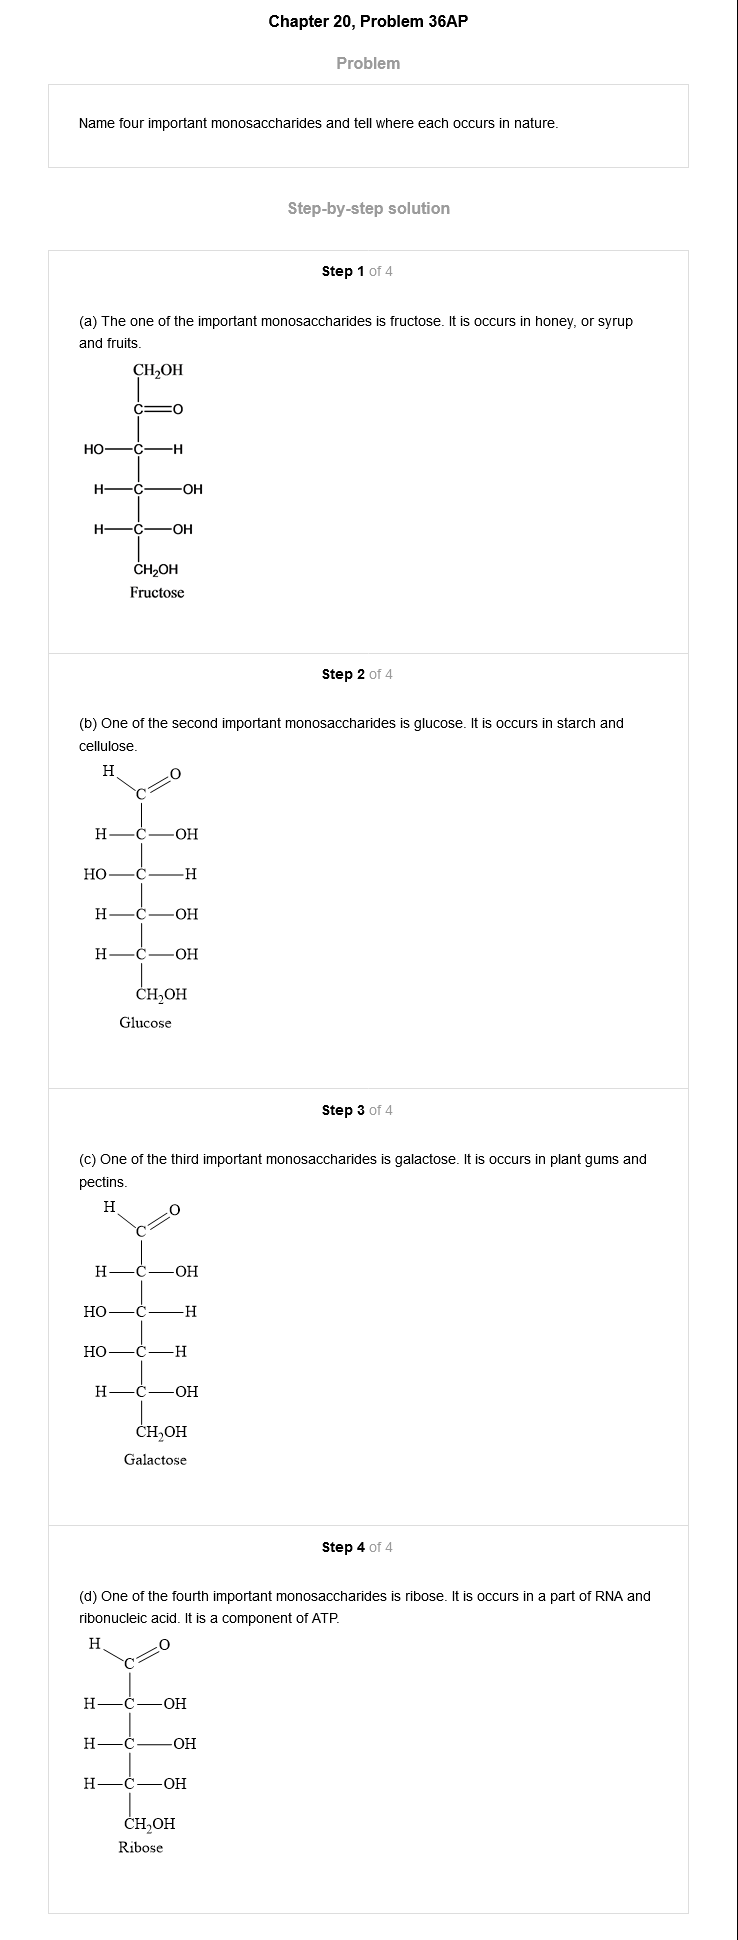 Chapter 20, Problem 36AP
Problem
Name four important monosaccharides and tell where each occurs in nature.
Step-by-step solution
Step 1 of 4
(a) The one of the important monosaccharides is fructose. It is occurs in honey, or syrup
and fruits.
CH₂OH
C=O
HO—C—H
H—C—OH
H—C—OH
CH₂OH
Fructose
Step 2 of 4
(b) One of the second important monosaccharides is glucose. It is occurs in starch and
cellulose.
H O
C
H—C—OH
HO—C—H
H—C—OH
H—C—OH
CH₂OH
Glucose
Step 3 of 4
(c) One of the third important monosaccharides is galactose. It is occurs in plant gums and
pectins.
H O
C
H—C—OH
HO—C—H
HO—C—H
H—C—OH
CH₂OH
Galactose
Step 4 of 4
(d) One of the fourth important monosaccharides is ribose. It is occurs in a part of RNA and
ribonucleic acid. It is a component of ATP.
H O
C
H—C—OH
H—C—OH
H—C—OH
CH₂OH
Ribose